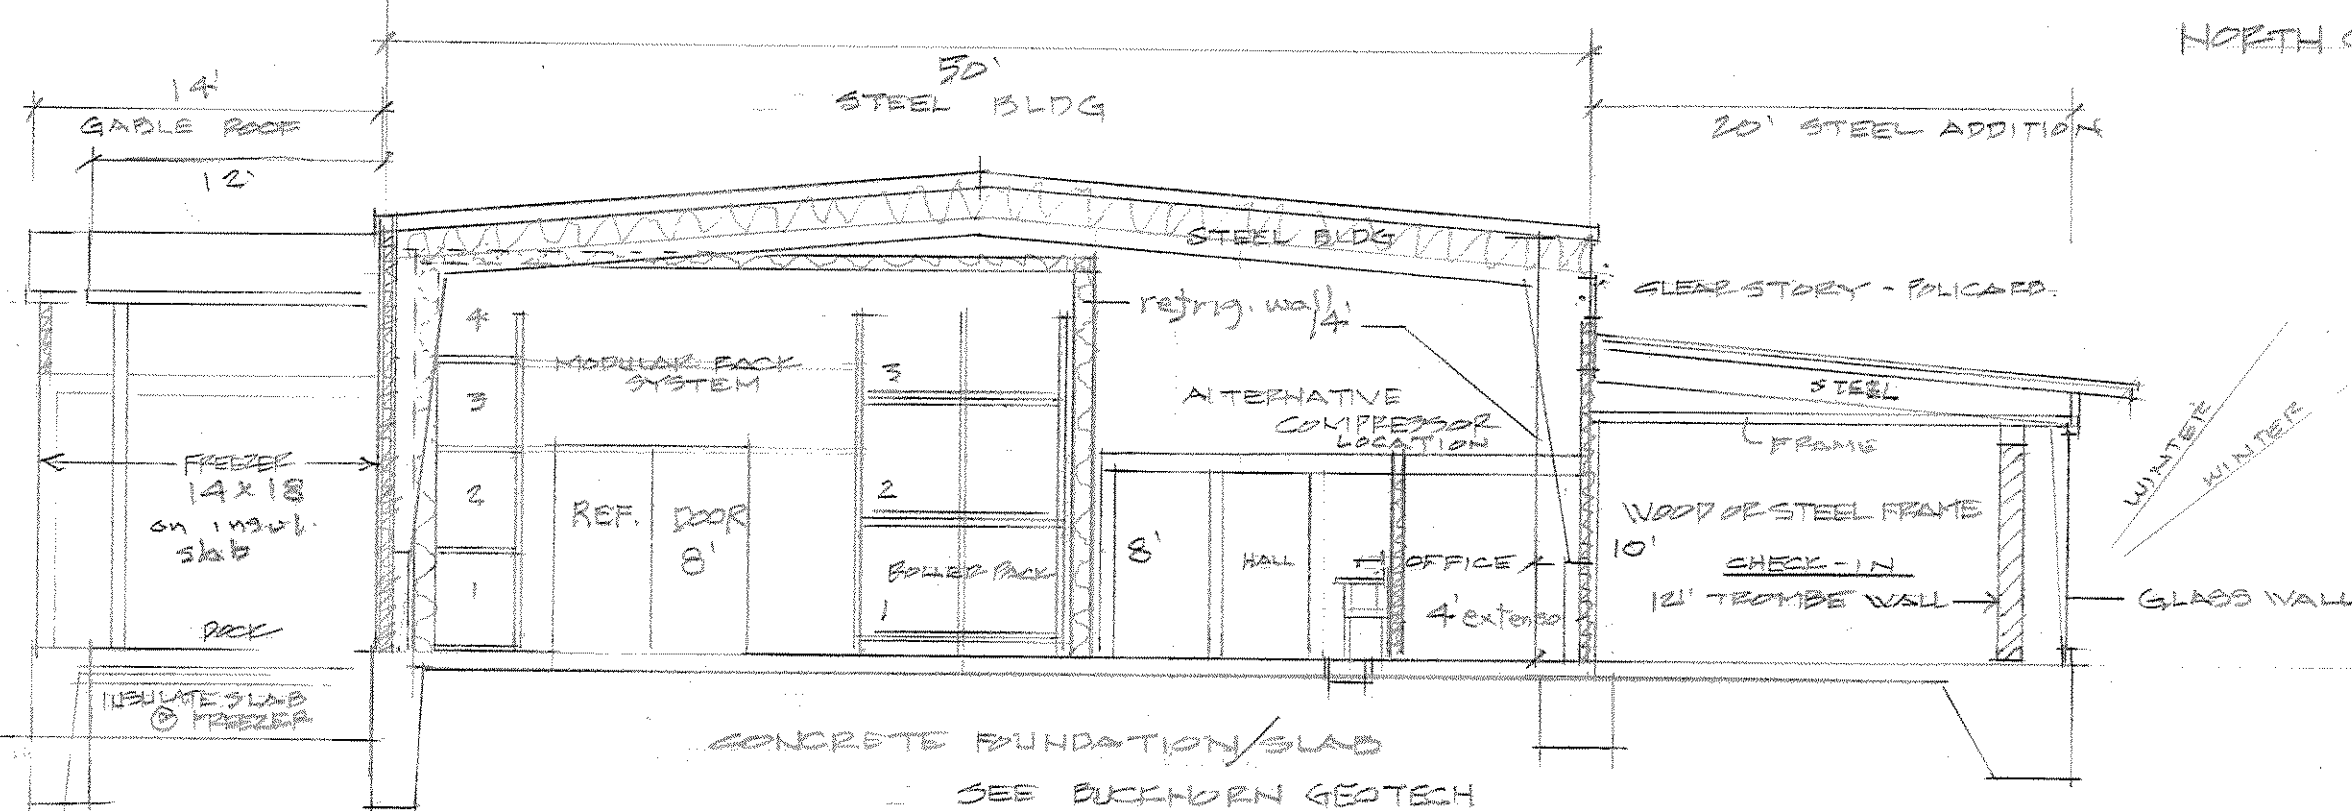 NORTH
14'
50'
STEEL BLDG
GABLE ROOF
20' STEEL ADDITION
12'
STEEL BLDG
CLEAR STORY - POLICARB.
refrig. wall
4'
4
3
2
1
MODULAR RACK
SYSTEM
3
2
1
ROLLER RACK
ALTERNATIVE
COMPRESSOR
LOCATION
STEEL
FRAME
WINTER
WINTER
FREEZER
14 X 18
on insul.
slab
REF. DOOR
8'
8'
HALL
OFFICE
4' extens
WOOD OR STEEL FRAME
10'
CHECK-IN
12" TROMBE WALL
GLASS WALL
DOCK
INSULATE SLAB
@ FREEZER
CONCRETE FOUNDATION/SLAB
SEE BUCKHORN GEOTECH